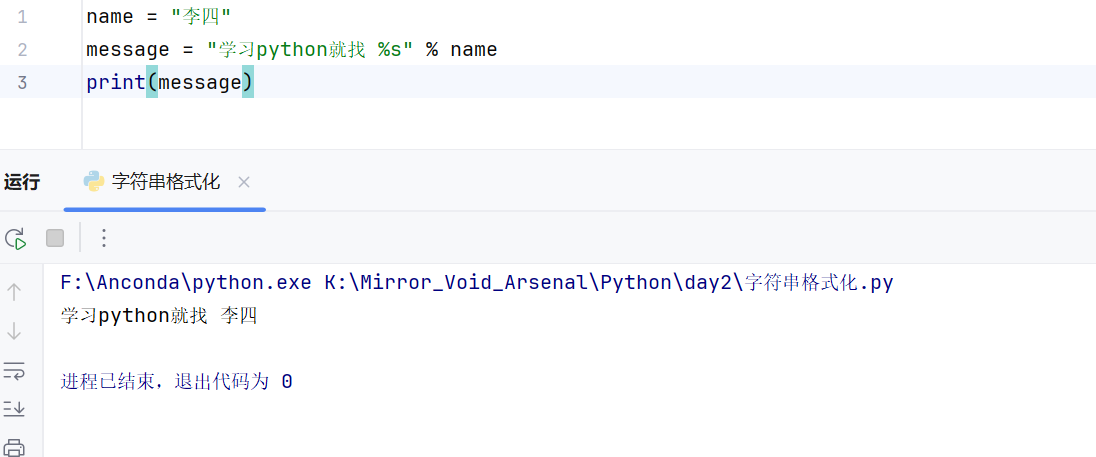 1 name = "李四"
2 message = "学习python就找 %s" % name
3 print(message)
运行 字符串格式化 ×
F:\Anconda\python.exe K:\Mirror_Void_Arsenal\Python\day2\字符串格式化.py
学习python就找 李四
进程已结束，退出代码为 0